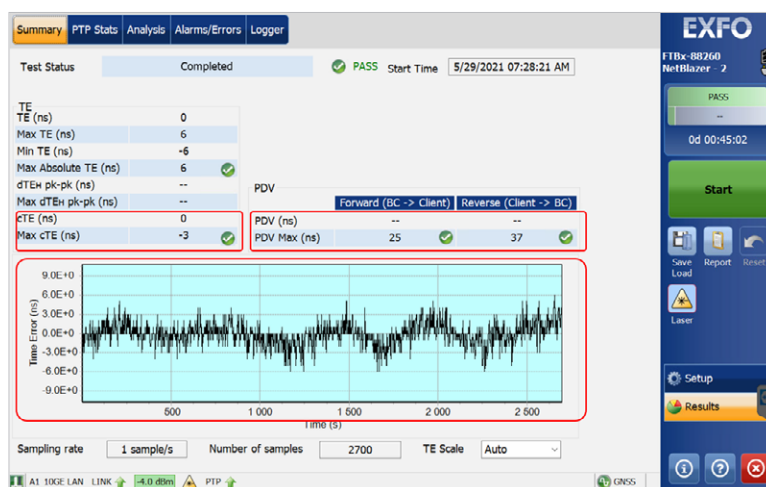 Summary PTP Stats Analysis Alarms/Errors Logger
EXFO
FTBx-88260
NetBlazer - 2
Test Status Completed PASS Start Time 5/29/2021 07:28:21 AM
PASS
--
0d 00:45:02
Start
TE
TE (ns) 0
Max TE (ns) 6
Min TE (ns) -6
Max Absolute TE (ns) 6
dTEH pk-pk (ns) --
Max dTEH pk-pk (ns) --
cTE (ns) 0
Max cTE (ns) -3
PDV
Forward (BC -> Client) Reverse (Client -> BC)
PDV (ns) -- --
PDV Max (ns) 25 37
Save Load
Report
Reset
Laser
Time Error (ns)
9.0E+0
6.0E+0
3.0E+0
0.0E+0
-3.0E+0
-6.0E+0
-9.0E+0
500 1 000 1 500 2 000 2 500
Time (s)
Setup
Results
Sampling rate 1 sample/s Number of samples 2700 TE Scale Auto
A1 10GE LAN LINK -4.0 dBm PTP GNSS